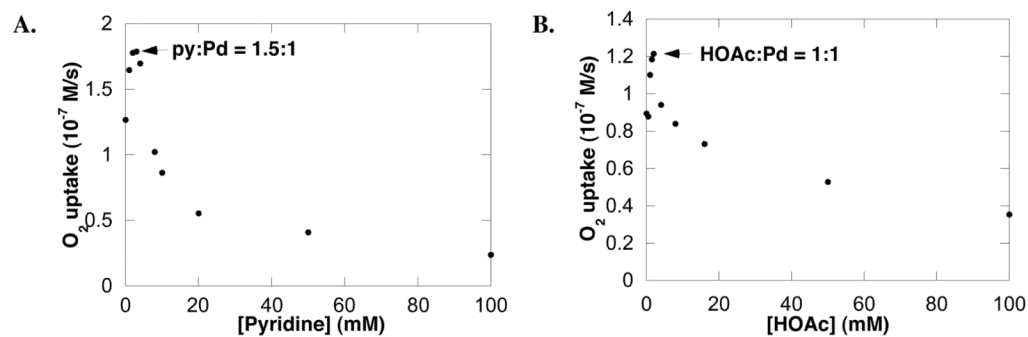 A.
O2 uptake (10-7 M/s)
2
1.5
1
0.5
0
py:Pd = 1.5:1
0 20 40 60 80 100
[Pyridine] (mM)
B.
O2 uptake (10-7 M/s)
1.4
1.2
1
0.8
0.6
0.4
0.2
0
HOAc:Pd = 1:1
0 20 40 60 80 100
[HOAc] (mM)